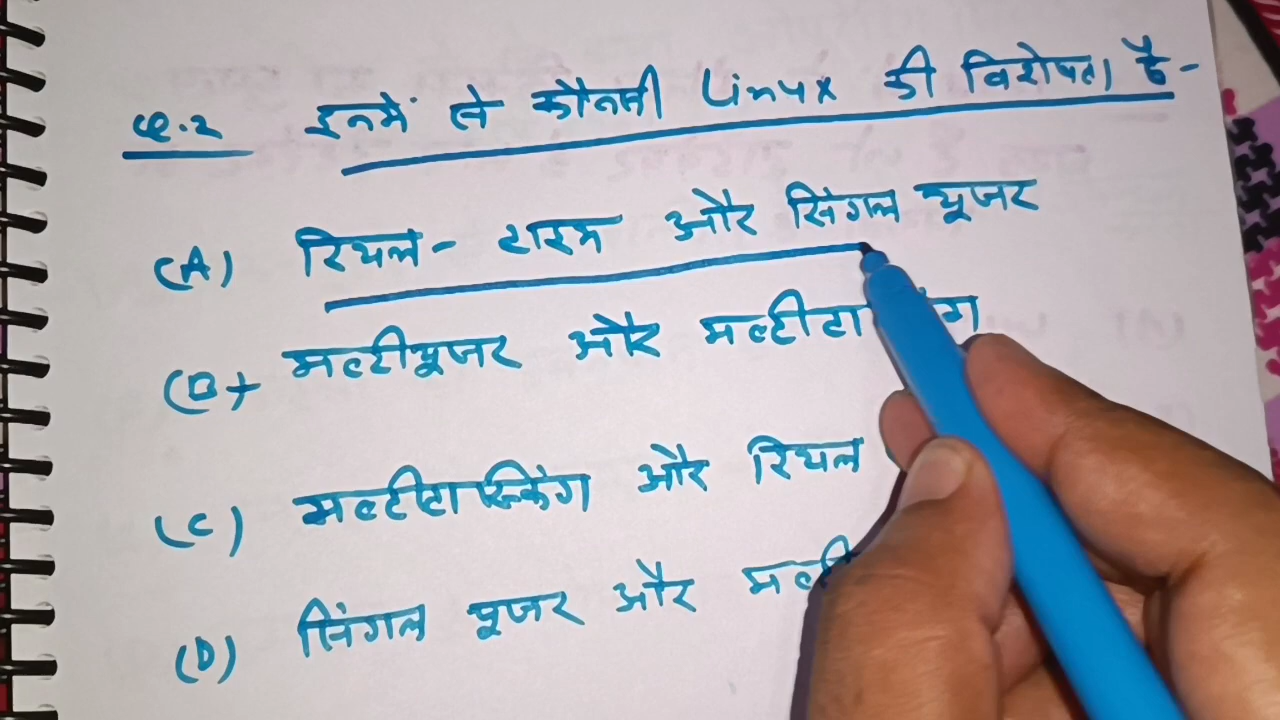 Q.2 इनमें से कौनसी Linux की विशेषता है-
(A) रियल- टाइम और सिंगल यूजर
(B) मल्टीयूजर और
(C) मल्टीटास्किंग और रियल
(D) सिंगल यूजर और